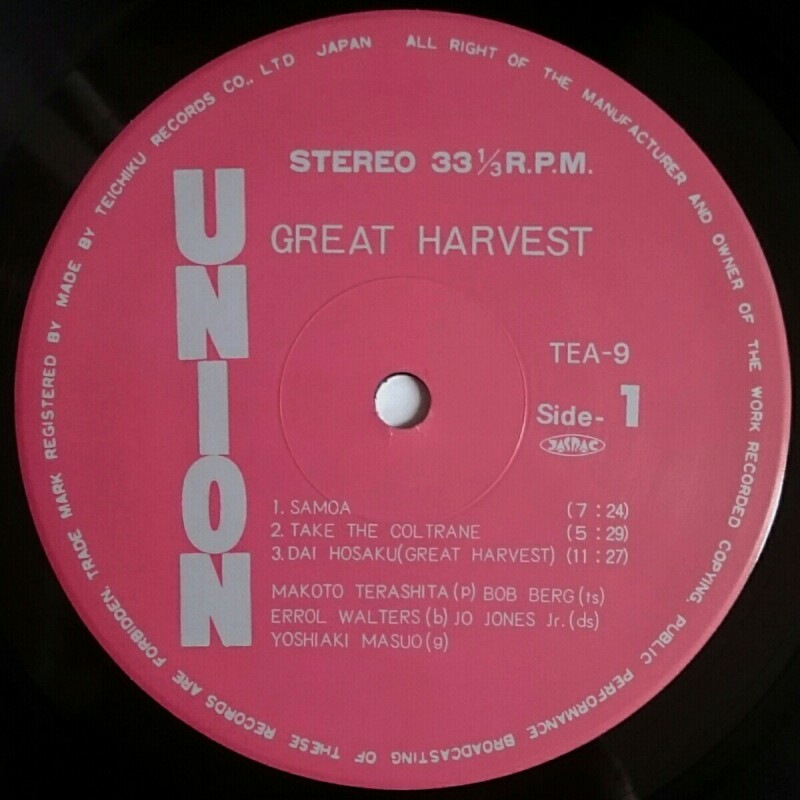 TRADE MARK REGISTERED BY MADE BY TEICHIKU RECORDS CO., LTD JAPAN ALL RIGHT OF THE MANUFACTURER AND OWNER OF THE WORK RECORDED COPYING, PUBLIC PERFORMANCE BROADCASTING OF THESE RECORDS ARE FORBIDDEN,
STEREO 33 1/3 R.P.M.
UNION
GREAT HARVEST
TEA-9
Side- 1
JASRAC
1. SAMOA (7 : 24)
2. TAKE THE COLTRANE (5 : 29)
3. DAI HOSAKU(GREAT HARVEST) (11 : 27)
MAKOTO TERASHITA(p) BOB BERG(ts)
ERROL WALTERS(b) JO JONES Jr.(ds)
YOSHIAKI MASUO(g)